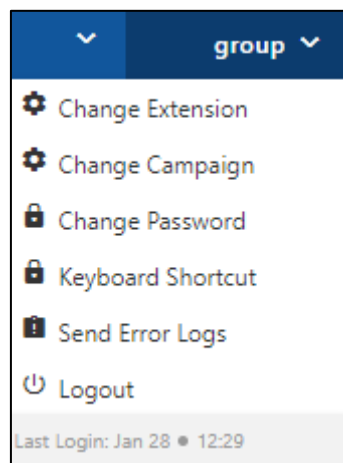 group
Change Extension
Change Campaign
Change Password
Keyboard Shortcut
Send Error Logs
Logout
Last Login: Jan 28 ● 12:29